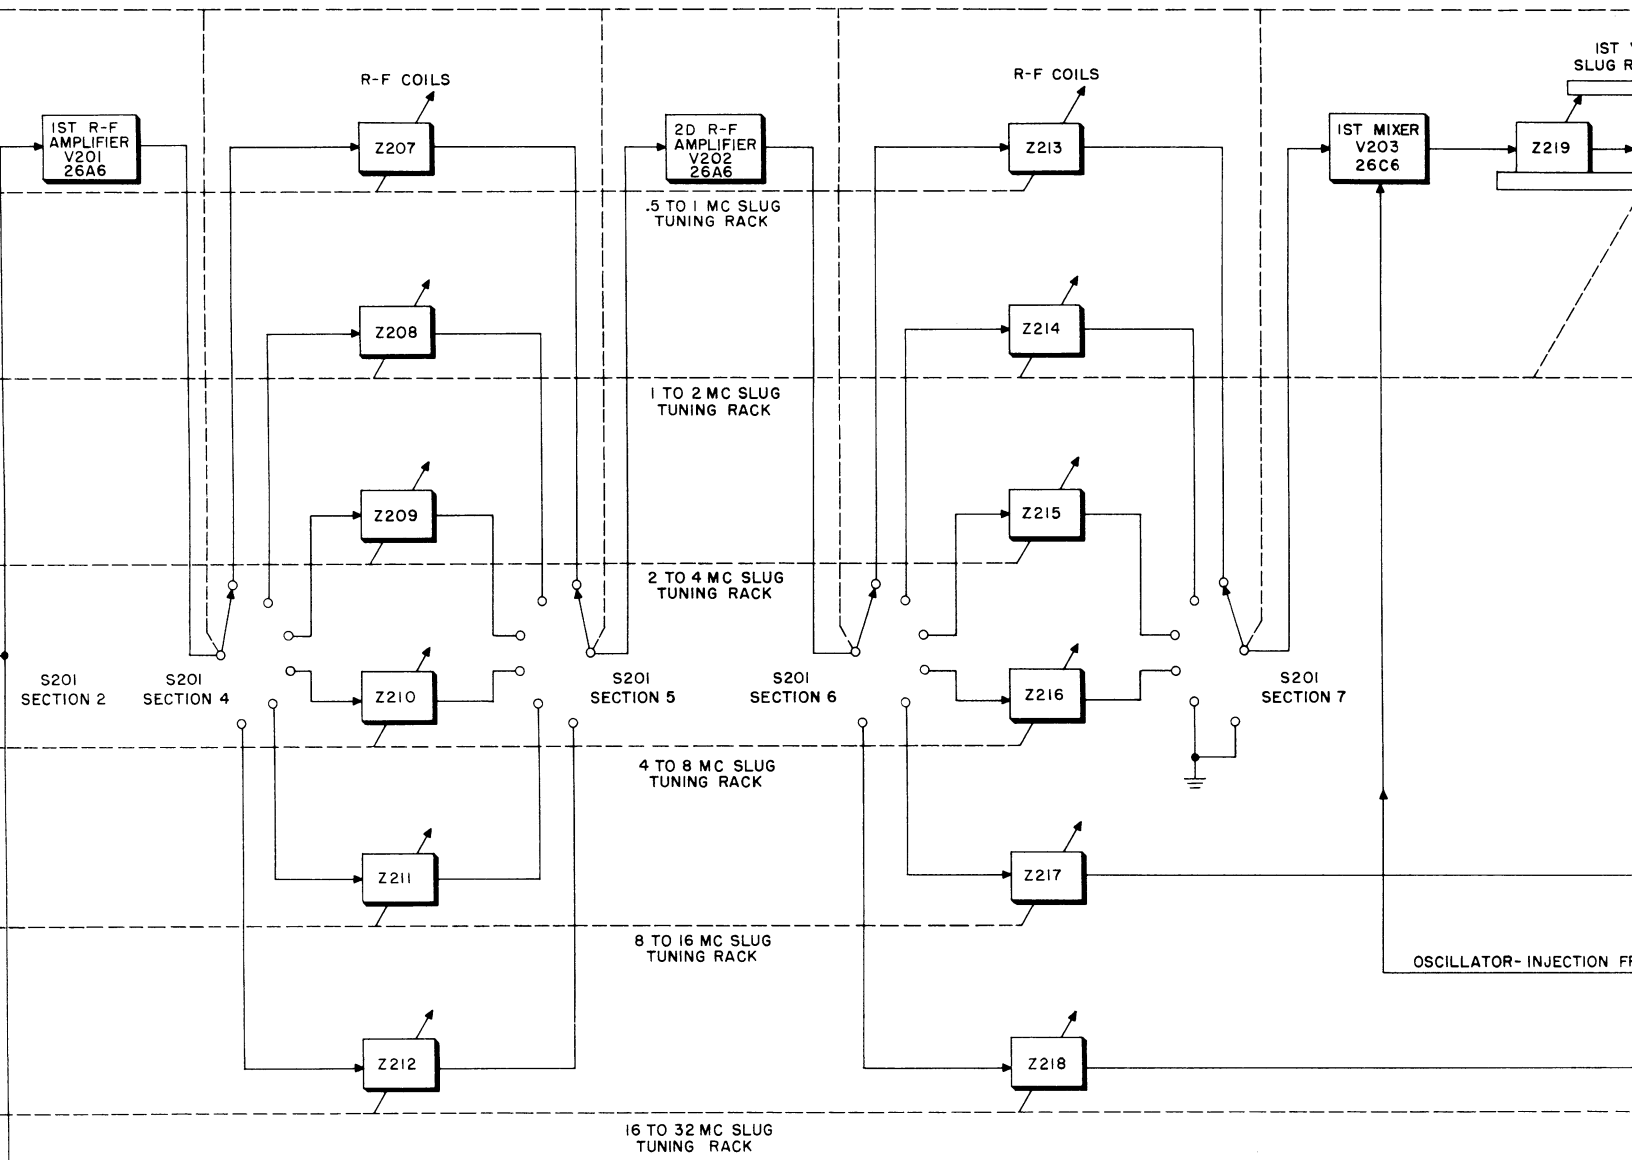 R-F COILS
R-F COILS
IST
SLUG R
IST R-F
AMPLIFIER
V201
26A6
Z207
2D R-F
AMPLIFIER
V202
26A6
Z213
IST MIXER
V203
26C6
Z219
.5 TO 1 MC SLUG
TUNING RACK
Z208
Z214
1 TO 2 MC SLUG
TUNING RACK
Z209
Z215
2 TO 4 MC SLUG
TUNING RACK
S201
SECTION 2
S201
SECTION 4
Z210
S201
SECTION 5
S201
SECTION 6
Z216
S201
SECTION 7
4 TO 8 MC SLUG
TUNING RACK
Z211
Z217
8 TO 16 MC SLUG
TUNING RACK
OSCILLATOR-INJECTION
Z212
Z218
16 TO 32 MC SLUG
TUNING RACK